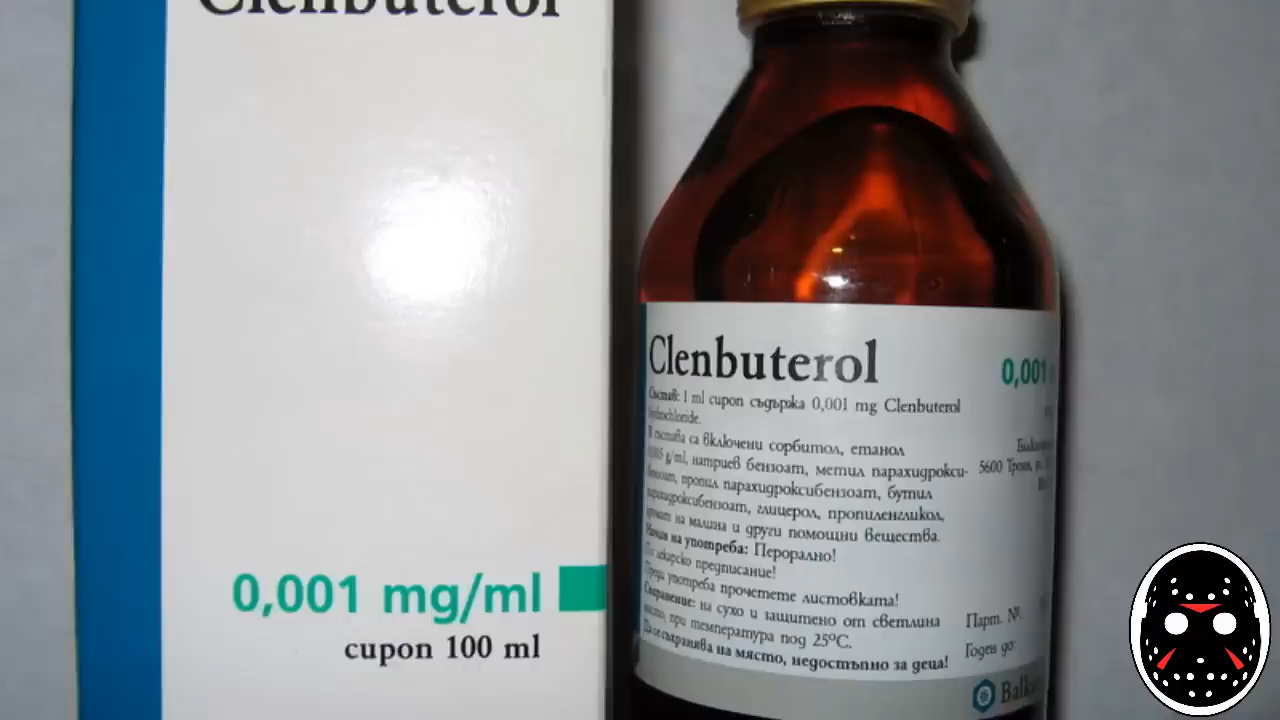 Clenbuterol
0,001 mg/ml
сироп 100 ml
Clenbuterol
0,001
Състав: 1 ml сироп съдържа 0,001 mg Clenbuterol
hydrochloride.
В състава са включени сорбитол, етанол
g/ml, натриев бензоат, метил парахидрокси-
бензоат, пропил парахидроксибензоат, бутил
парахидроксибензоат, глицерол, пропиленгликол,
аромат на малина и други помощни вещества.
Начин на употреба: Перорално!
По лекарско предписание!
Преди употреба прочетете листовката!
Съхранение: на сухо и защитено от светлина
място, при температура под 25°C.
Да се съхранява на място, недостъпно за деца!
5600 Троян,
Парт. №:
Годен до: